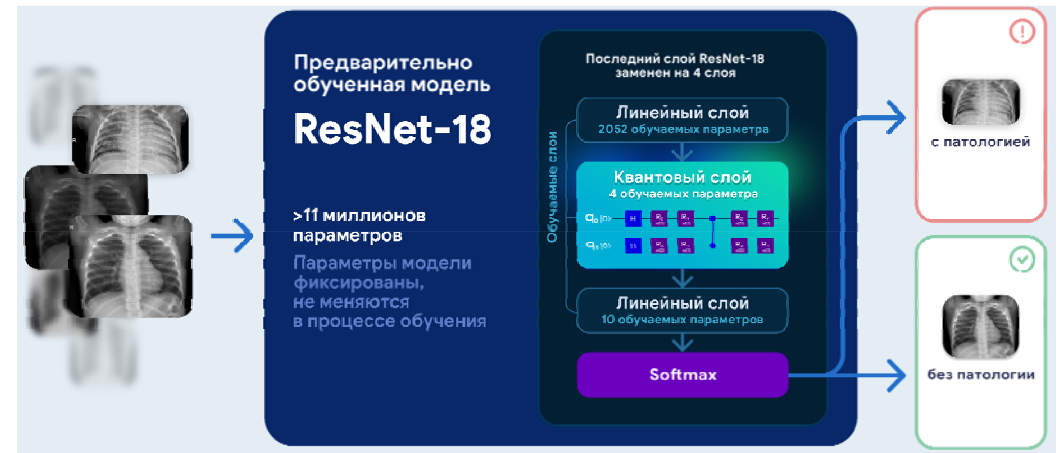 Предварительно
обученная модель
ResNet-18
>11 миллионов
параметров
Параметры модели
фиксированы,
не меняются
в процессе обучения
Последний слой ResNet-18
заменен на 4 слоя
Обучаемые слои
Линейный слой
2052 обучаемых параметра
Квантовый слой
4 обучаемых параметра
Линейный слой
10 обучаемых параметров
Softmax
с патологией
без патологии